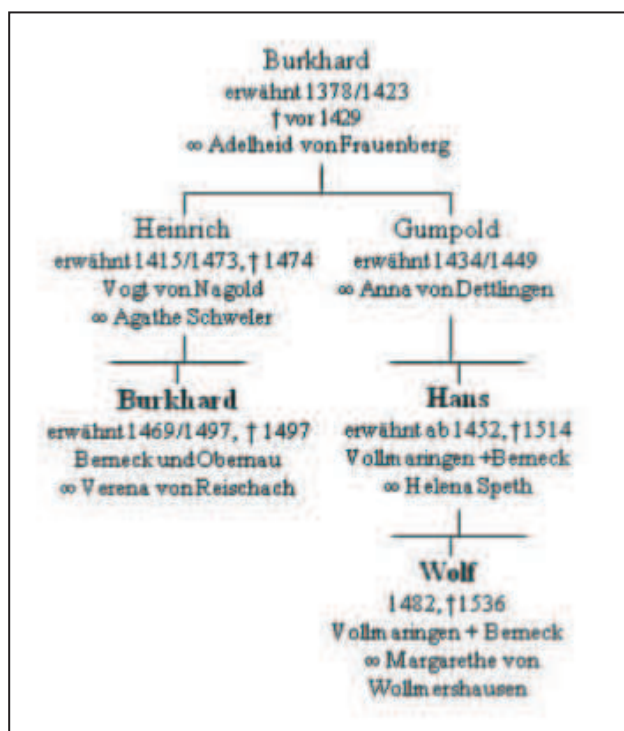 Burkhard
erwähnt 1378/1423
† vor 1429
∞ Adelheid von Frauenberg
Heinrich
erwähnt 1415/1473, † 1474
Vogt von Nagold
∞ Agathe Schweler
Gumpold
erwähnt 1434/1449
∞ Anna von Dettlingen
Burkhard
erwähnt 1469/1497, † 1497
Berneck und Obernau
∞ Verena von Reischach
Hans
erwähnt ab 1452, †1514
Vollmaringen +Berneck
∞ Helena Speth
Wolf
1482, †1536
Vollmaringen + Berneck
∞ Margarethe von
Wollmershausen